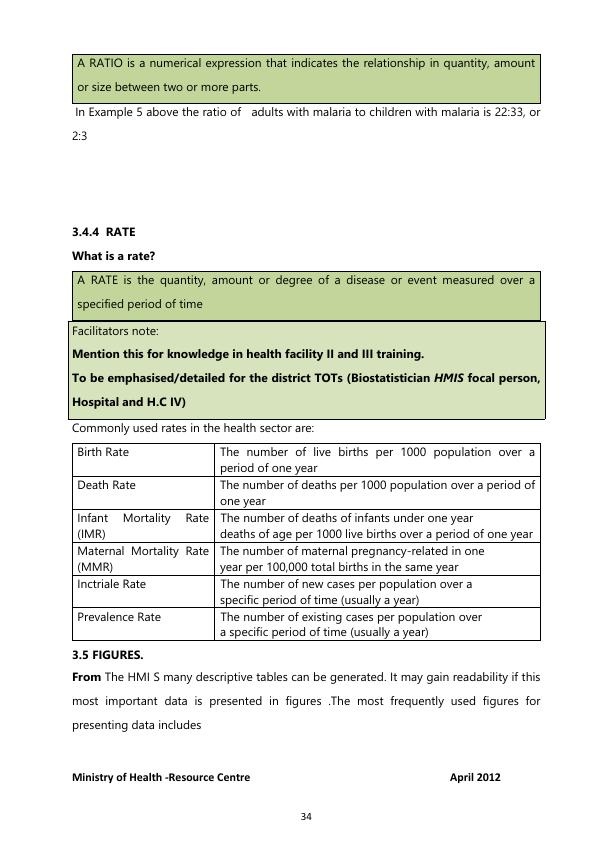 A RATIO is a numerical expression that indicates the relationship in quantity, amount
or size between two or more parts.
In Example 5 above the ratio of adults with malaria to children with malaria is 22:33, or
2:3
3.4.4 RATE
What is a rate?
A RATE is the quantity, amount or degree of a disease or event measured over a
specified period of time
Facilitators note:
Mention this for knowledge in health facility II and III training.
To be emphasised/detailed for the district TOTs (Biostatistician HMIS focal person,
Hospital and H.C IV)
Commonly used rates in the health sector are:
Birth Rate
The number of live births per 1000 population over a
period of one year
Death Rate
The number of deaths per 1000 population over a period of
one year
Infant Mortality Rate
(IMR)
The number of deaths of infants under one year
deaths of age per 1000 live births over a period of one year
Maternal Mortality Rate
(MMR)
The number of maternal pregnancy-related in one
year per 100,000 total births in the same year
Inctriale Rate
The number of new cases per population over a
specific period of time (usually a year)
Prevalence Rate
The number of existing cases per population over
a specific period of time (usually a year)
3.5 FIGURES.
From The HMI S many descriptive tables can be generated. It may gain readability if this
most important data is presented in figures .The most frequently used figures for
presenting data includes
Ministry of Health -Resource Centre April 2012
34